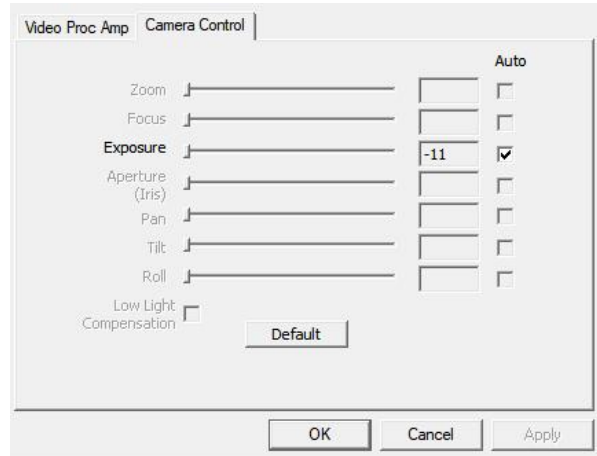 Video Proc Amp Camera Control
Auto
Zoom
Focus
Exposure -11
Aperture
(Iris)
Pan
Tilt
Roll
Low Light
Compensation
Default
OK Cancel Apply